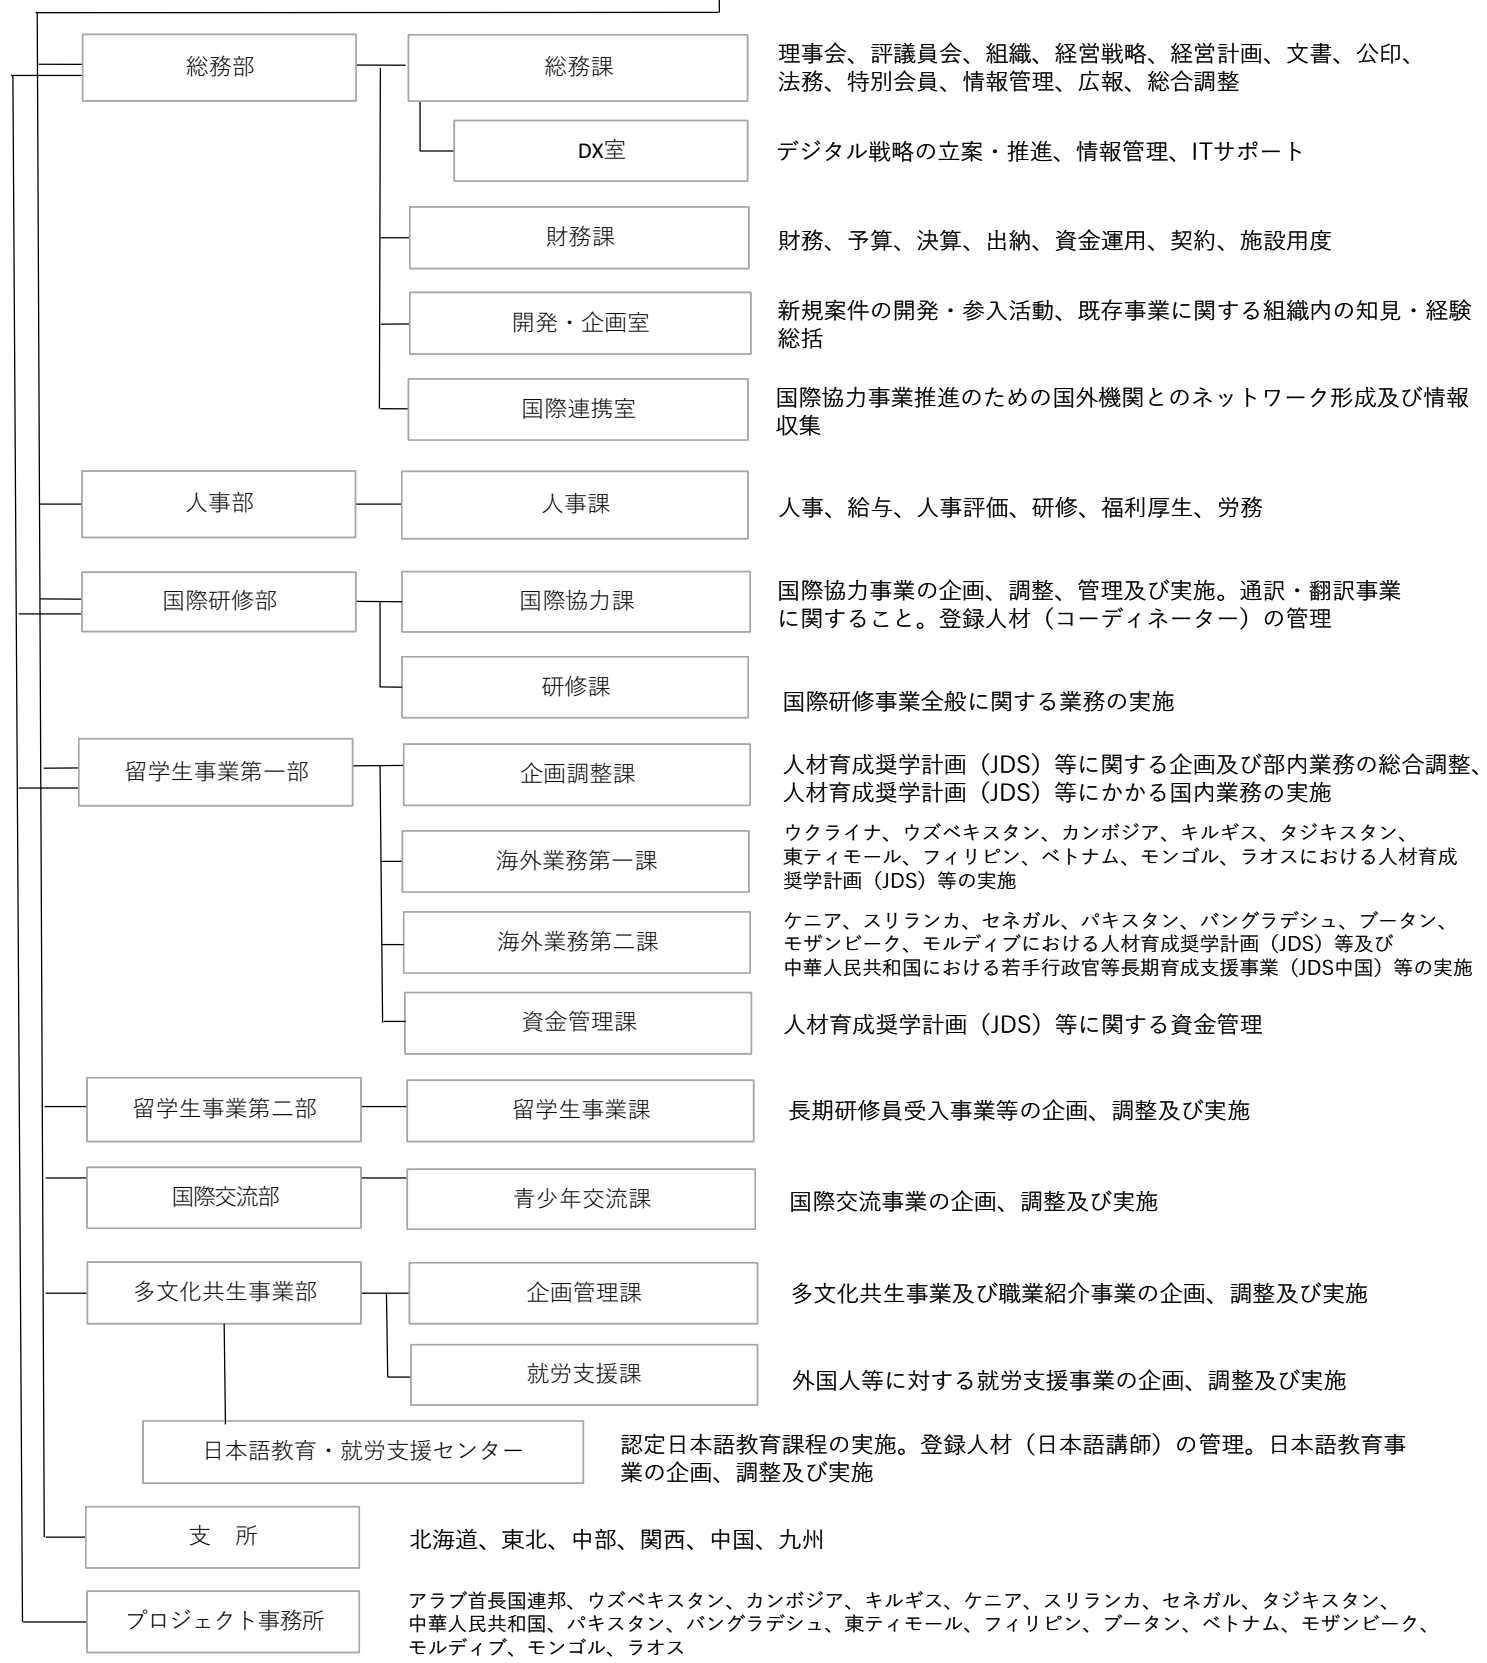 総務部
総務課
理事会、評議員会、組織、経営戦略、経営計画、文書、公印、
法務、特別会員、情報管理、広報、総合調整
DX室
デジタル戦略の立案・推進、情報管理、ITサポート
財務課
財務、予算、決算、出納、資金運用、契約、施設用度
開発・企画室
新規案件の開発・参入活動、既存事業に関する組織内の知見・経験
総括
国際連携室
国際協力事業推進のための国外機関とのネットワーク形成及び情報
収集
人事部
人事課
人事、給与、人事評価、研修、福利厚生、労務
国際研修部
国際協力課
国際協力事業の企画、調整、管理及び実施。通訳・翻訳事業
に関すること。登録人材（コーディネーター）の管理
研修課
国際研修事業全般に関する業務の実施
留学生事業第一部
企画調整課
人材育成奨学計画（JDS）等に関する企画及び部内業務の総合調整、
人材育成奨学計画（JDS）等にかかる国内業務の実施
海外業務第一課
ウクライナ、ウズベキスタン、カンボジア、キルギス、タジキスタン、
東ティモール、フィリピン、ベトナム、モンゴル、ラオスにおける人材育成
奨学計画（JDS）等の実施
海外業務第二課
ケニア、スリランカ、セネガル、パキスタン、バングラデシュ、ブータン、
モザンビーク、モルディブにおける人材育成奨学計画（JDS）等及び
中華人民共和国における若手行政官等長期育成支援事業（JDS中国）等の実施
資金管理課
人材育成奨学計画（JDS）等に関する資金管理
留学生事業第二部
留学生事業課
長期研修員受入事業等の企画、調整及び実施
国際交流部
青少年交流課
国際交流事業の企画、調整及び実施
多文化共生事業部
企画管理課
多文化共生事業及び職業紹介事業の企画、調整及び実施
就労支援課
外国人等に対する就労支援事業の企画、調整及び実施
日本語教育・就労支援センター
認定日本語教育課程の実施。登録人材（日本語講師）の管理。日本語教育事
業の企画、調整及び実施
支　所
北海道、東北、中部、関西、中国、九州
プロジェクト事務所
アラブ首長国連邦、ウズベキスタン、カンボジア、キルギス、ケニア、スリランカ、セネガル、タジキスタン、
中華人民共和国、パキスタン、バングラデシュ、東ティモール、フィリピン、ブータン、ベトナム、モザンビーク、
モルディブ、モンゴル、ラオス